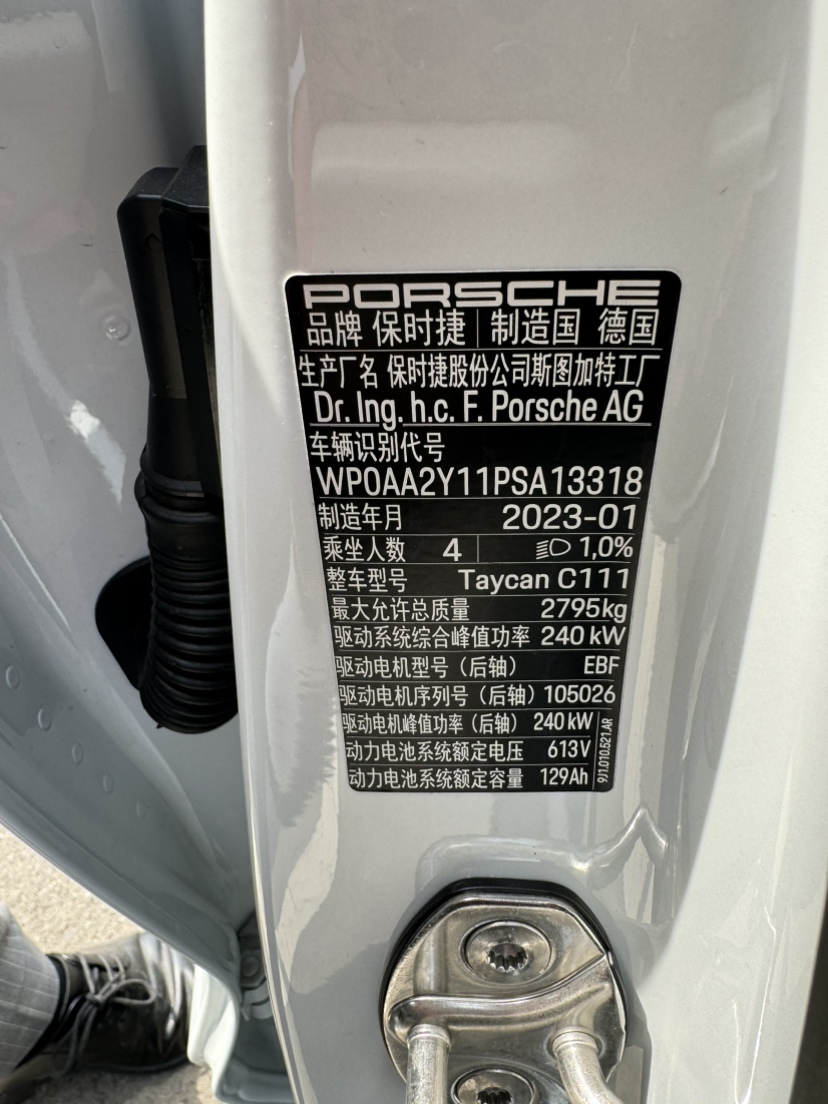 PORSCHE
品牌 保时捷 制造国 德国
生产厂名 保时捷股份公司斯图加特工厂
Dr. Ing. h.c. F. Porsche AG
车辆识别代号
WP0AA2Y11PSA13318
制造年月 2023-01
乘坐人数 4 1,0%
整车型号 Taycan C111
最大允许总质量 2795kg
驱动系统综合峰值功率 240 kW
驱动电机型号（后轴） EBF
驱动电机序列号（后轴）105026
驱动电机峰值功率（后轴） 240 kW
动力电池系统额定电压 613V
动力电池系统额定容量 129Ah
9J1.010.521.AR